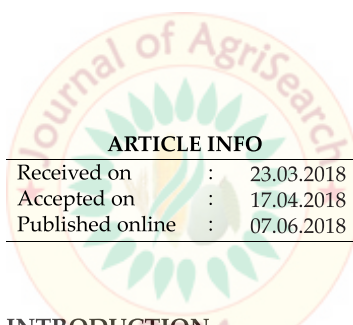 Journal of AgriSearch
ARTICLE INFO
Received on : 23.03.2018
Accepted on : 17.04.2018
Published online : 07.06.2018
INTRODUCTION